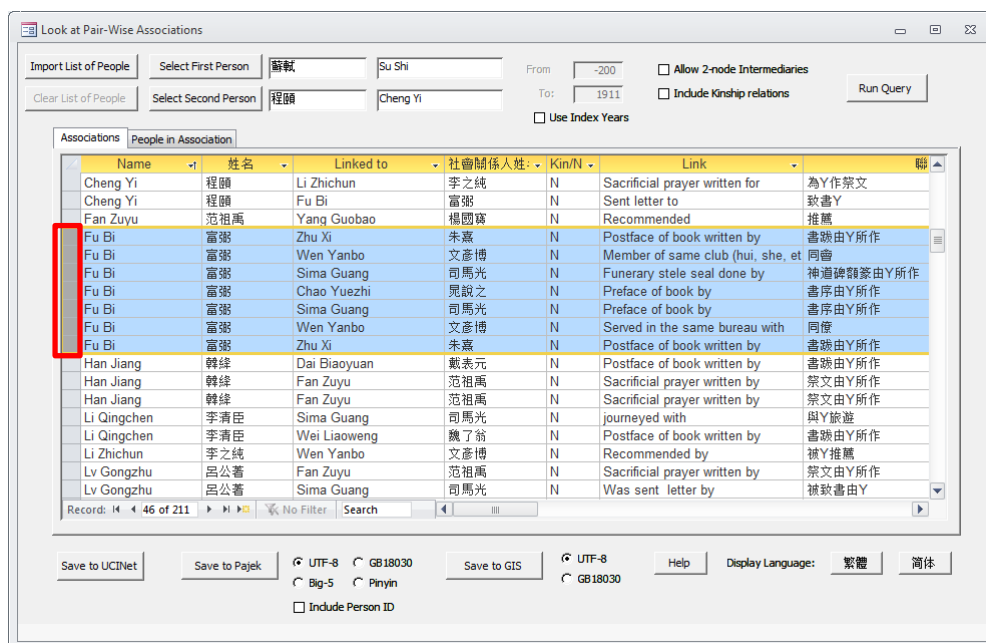 Look at Pair-Wise Associations
Import List of People Select First Person 蘇軾 Su Shi From -200 Allow 2-node Intermediaries
Clear List of People Select Second Person 程頤 Cheng Yi To: 1911 Include Kinship relations Run Query
Use Index Years
Associations People in Association
Name 姓名 Linked to 社會關係人姓: Kin/N Link 聯
Cheng Yi 程頤 Li Zhichun 李之純 N Sacrificial prayer written for 為Y作祭文
Cheng Yi 程頤 Fu Bi 富弼 N Sent letter to 致書Y
Fan Zuyu 范祖禹 Yang Guobao 楊國寶 N Recommended 推薦
Fu Bi 富弼 Zhu Xi 朱熹 N Postface of book written by 書跋由Y所作
Fu Bi 富弼 Wen Yanbo 文彥博 N Member of same club (hui, she, et 同會
Fu Bi 富弼 Sima Guang 司馬光 N Funerary stele seal done by 神道碑額篆由Y所作
Fu Bi 富弼 Chao Yuezhi 晁說之 N Preface of book by 書序由Y所作
Fu Bi 富弼 Sima Guang 司馬光 N Preface of book by 書序由Y所作
Fu Bi 富弼 Wen Yanbo 文彥博 N Served in the same bureau with 同僚
Fu Bi 富弼 Zhu Xi 朱熹 N Postface of book written by 書跋由Y所作
Han Jiang 韓絳 Dai Biaoyuan 戴表元 N Postface of book written by 書跋由Y所作
Han Jiang 韓絳 Fan Zuyu 范祖禹 N Sacrificial prayer written by 祭文由Y所作
Han Jiang 韓絳 Fan Zuyu 范祖禹 N Sacrificial prayer written by 祭文由Y所作
Li Qingchen 李清臣 Sima Guang 司馬光 N journeyed with 與Y旅遊
Li Qingchen 李清臣 Wei Liaoweng 魏了翁 N Postface of book written by 書跋由Y所作
Li Zhichun 李之純 Wen Yanbo 文彥博 N Recommended by 被Y推薦
Lv Gongzhu 呂公著 Fan Zuyu 范祖禹 N Sacrificial prayer written by 祭文由Y所作
Lv Gongzhu 呂公著 Sima Guang 司馬光 N Was sent letter by 被致書由Y
Record: 46 of 211 No Filter Search
Save to UCINet Save to Pajek UTF-8 GB18030 Save to GIS UTF-8 Help Display Language: 繁體 简体
Big-5 Pinyin GB18030
Include Person ID